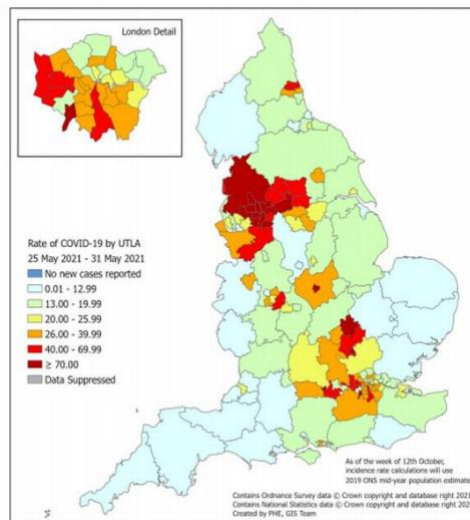 London Detail
Rate of COVID-19 by UTLA
25 May 2021 - 31 May 2021
No new cases reported
0.01 - 12.99
13.00 - 19.99
20.00 - 25.99
26.00 - 39.99
40.00 - 69.99
≥ 70.00
Data Suppressed
As of the week of 12th October,
incidence rate calculations will use
2019 ONS mid-year population estimate
Contains Ordnance Survey data © Crown copyright and database right 202
Contains National Statistics data © Crown copyright and database right 202
Created by PHE, GIS Team